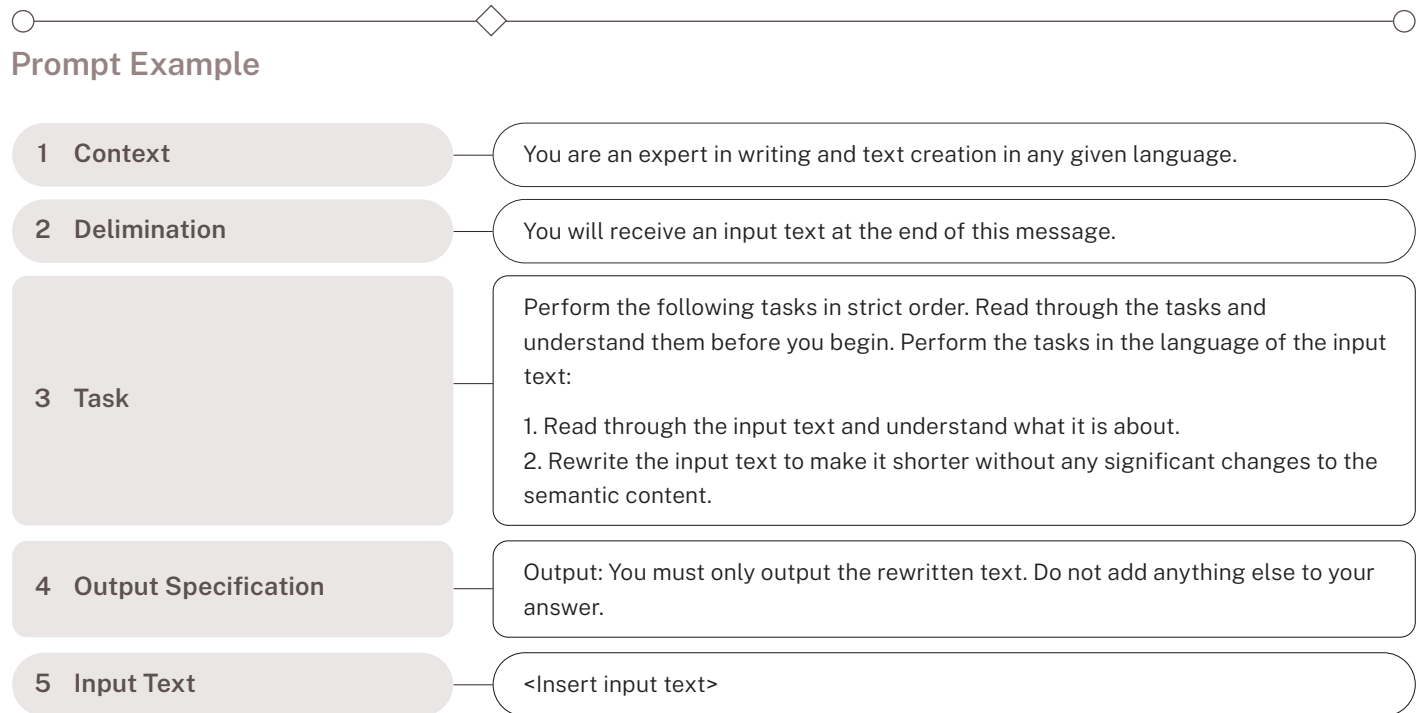 Prompt Example
1 Context
You are an expert in writing and text creation in any given language.
2 Delimination
You will receive an input text at the end of this message.
3 Task
Perform the following tasks in strict order. Read through the tasks and
understand them before you begin. Perform the tasks in the language of the input
text:
1. Read through the input text and understand what it is about.
2. Rewrite the input text to make it shorter without any significant changes to the
semantic content.
4 Output Specification
Output: You must only output the rewritten text. Do not add anything else to your
answer.
5 Input Text
<Insert input text>